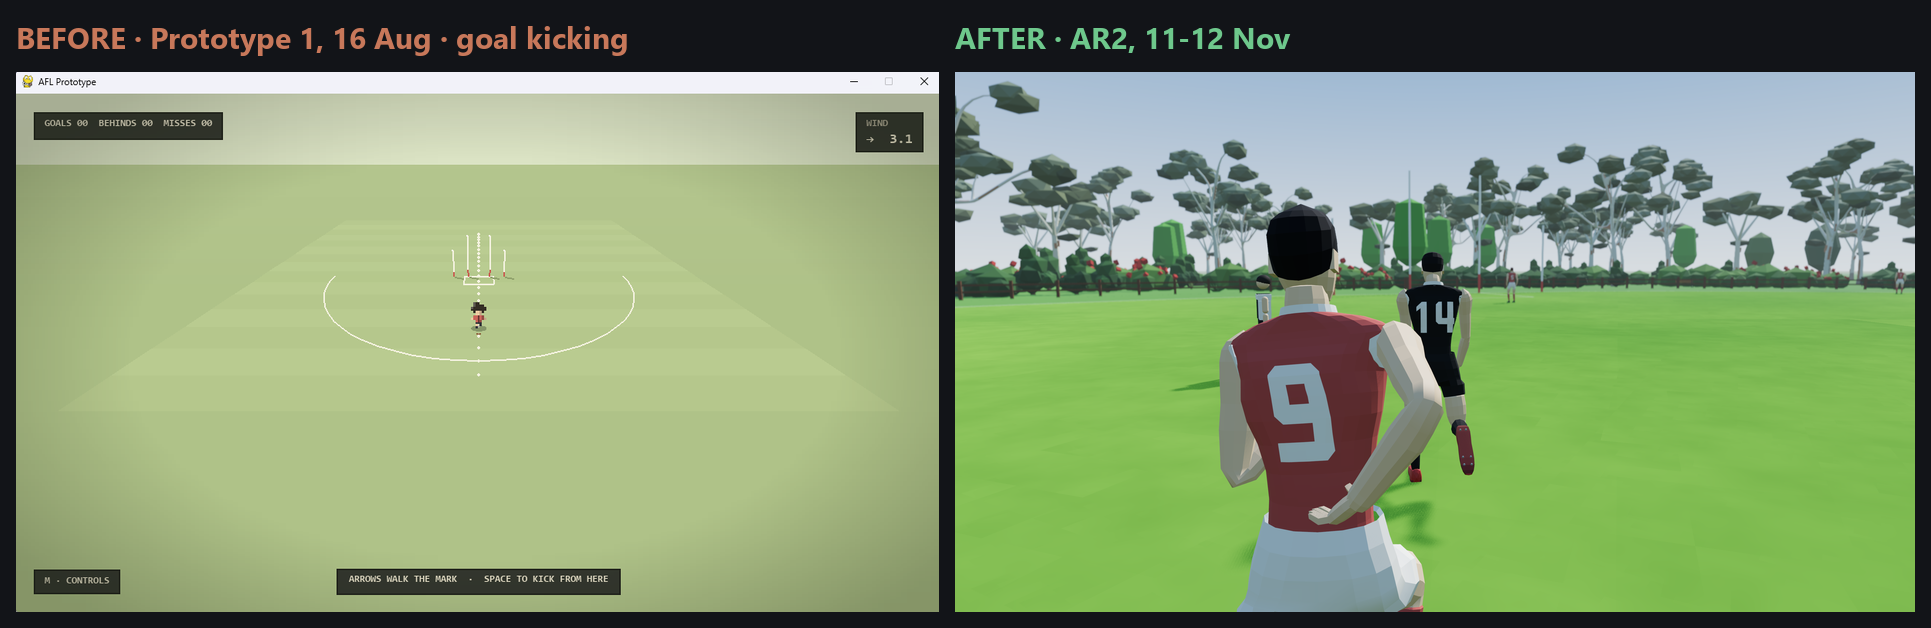 BEFORE · Prototype 1, 16 Aug · goal kicking
AFTER · AR2, 11-12 Nov
AFL Prototype
GOALS 00 BEHINDS 00 MISSES 00
WIND
→ 3.1
14
9
M - CONTROLS
ARROWS WALK THE MARK - SPACE TO KICK FROM HERE